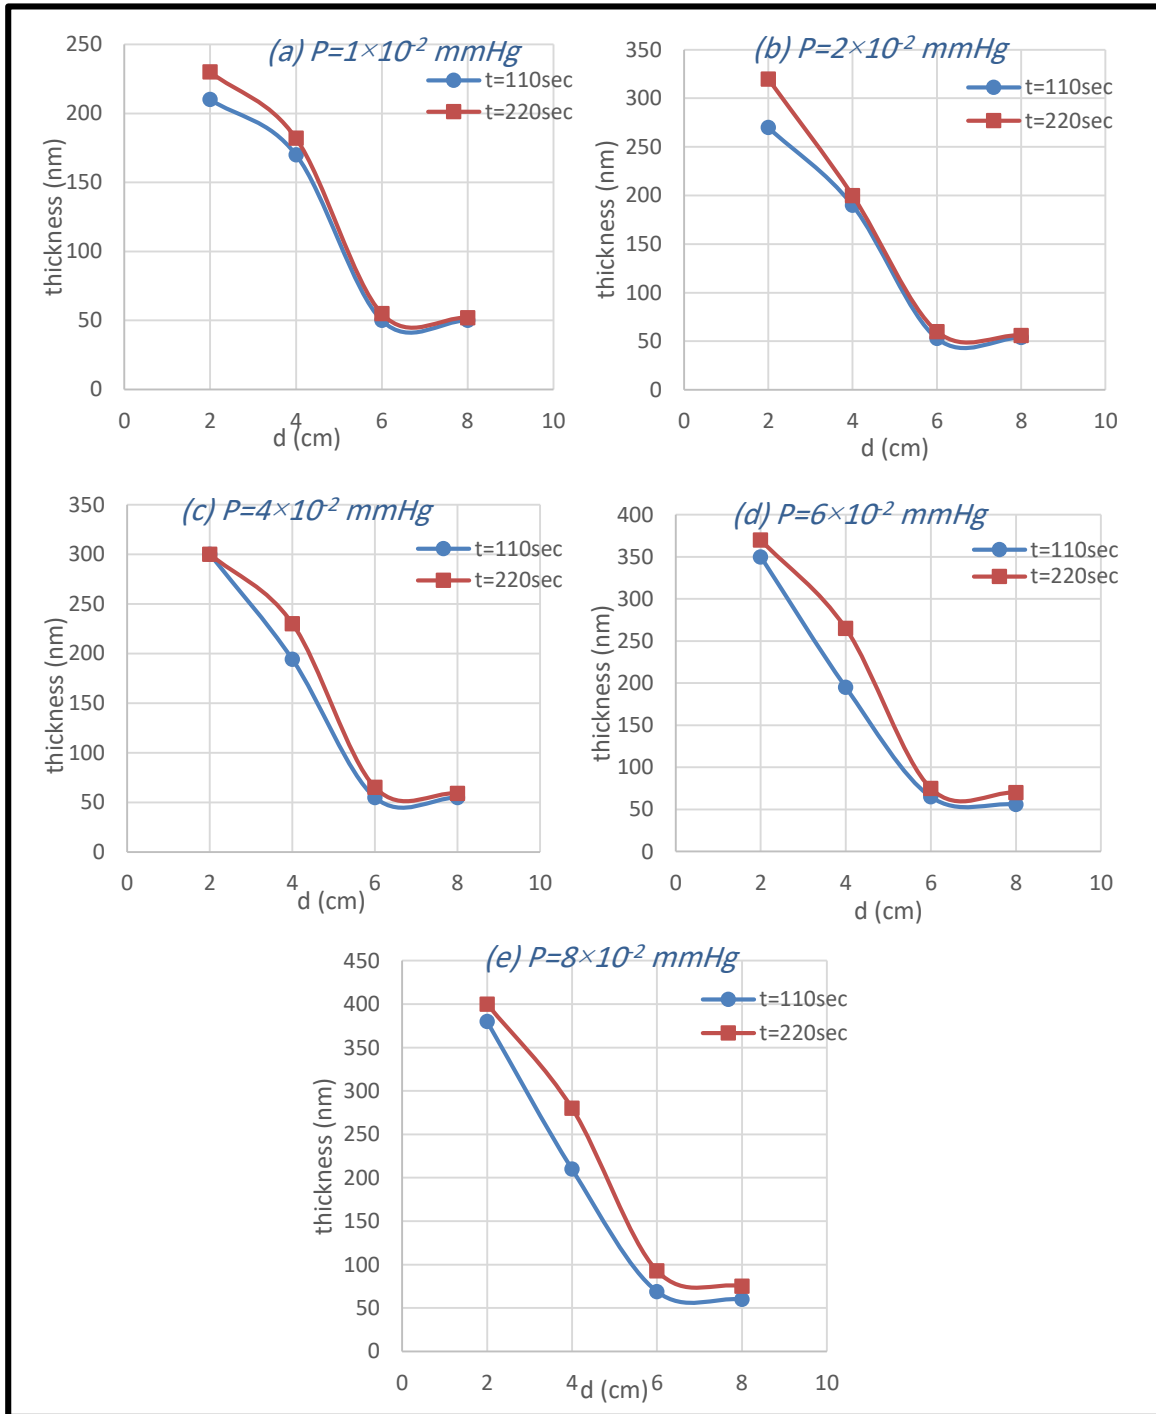 (a) P=1×10⁻² mmHg
t=110sec
t=220sec
thickness (nm)
250
200
150
100
50
0
0 2 4 6 8 10
d (cm)
(b) P=2×10⁻² mmHg
t=110sec
t=220sec
thickness (nm)
350
300
250
200
150
100
50
0
0 2 4 6 8 10
d (cm)
(c) P=4×10⁻² mmHg
t=110sec
t=220sec
thickness (nm)
350
300
250
200
150
100
50
0
0 2 4 6 8 10
d (cm)
(d) P=6×10⁻² mmHg
t=110sec
t=220sec
thickness (nm)
400
350
300
250
200
150
100
50
0
0 2 4 6 8 10
d (cm)
(e) P=8×10⁻² mmHg
t=110sec
t=220sec
thickness (nm)
450
400
350
300
250
200
150
100
50
0
0 2 4 6 8 10
d (cm)